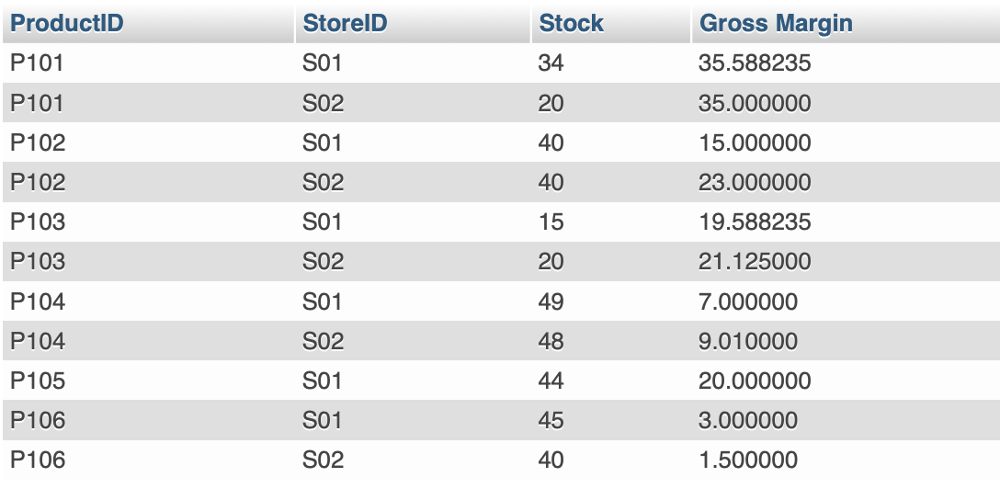 ProductID StoreID Stock Gross Margin
P101 S01 34 35.588235
P101 S02 20 35.000000
P102 S01 40 15.000000
P102 S02 40 23.000000
P103 S01 15 19.588235
P103 S02 20 21.125000
P104 S01 49 7.000000
P104 S02 48 9.010000
P105 S01 44 20.000000
P106 S01 45 3.000000
P106 S02 40 1.500000